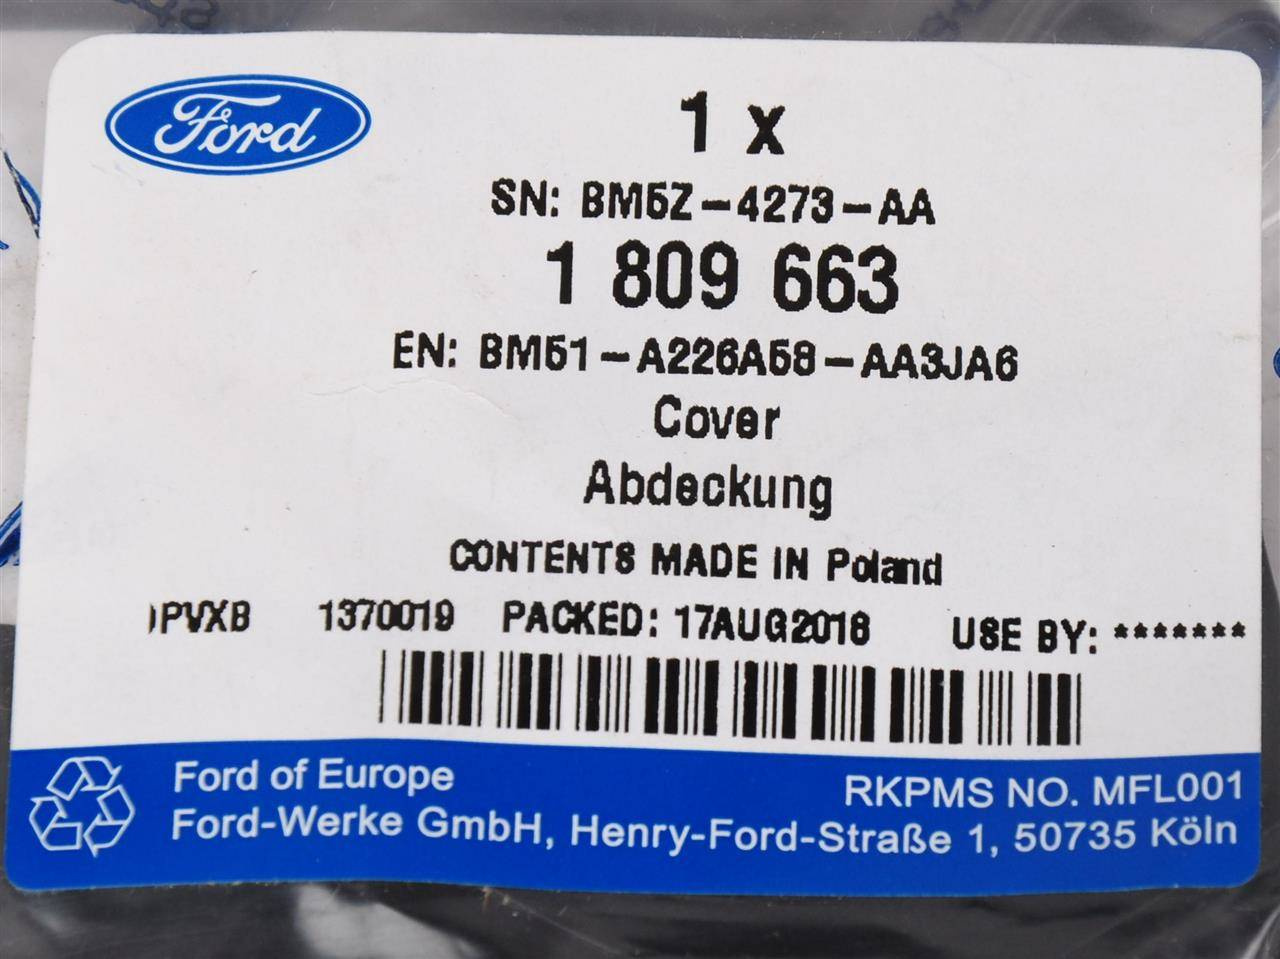 Ford
1 x
SN: BM5Z-4273-AA
1 809 663
EN: BM51-A226A58-AA3JA6
Cover
Abdeckung
CONTENTS MADE IN Poland
PVXB 1370019 PACKED: 17AUG2016 USE BY: *******
Ford of Europe RKPMS NO. MFL001
Ford-Werke GmbH, Henry-Ford-Straße 1, 50735 Köln